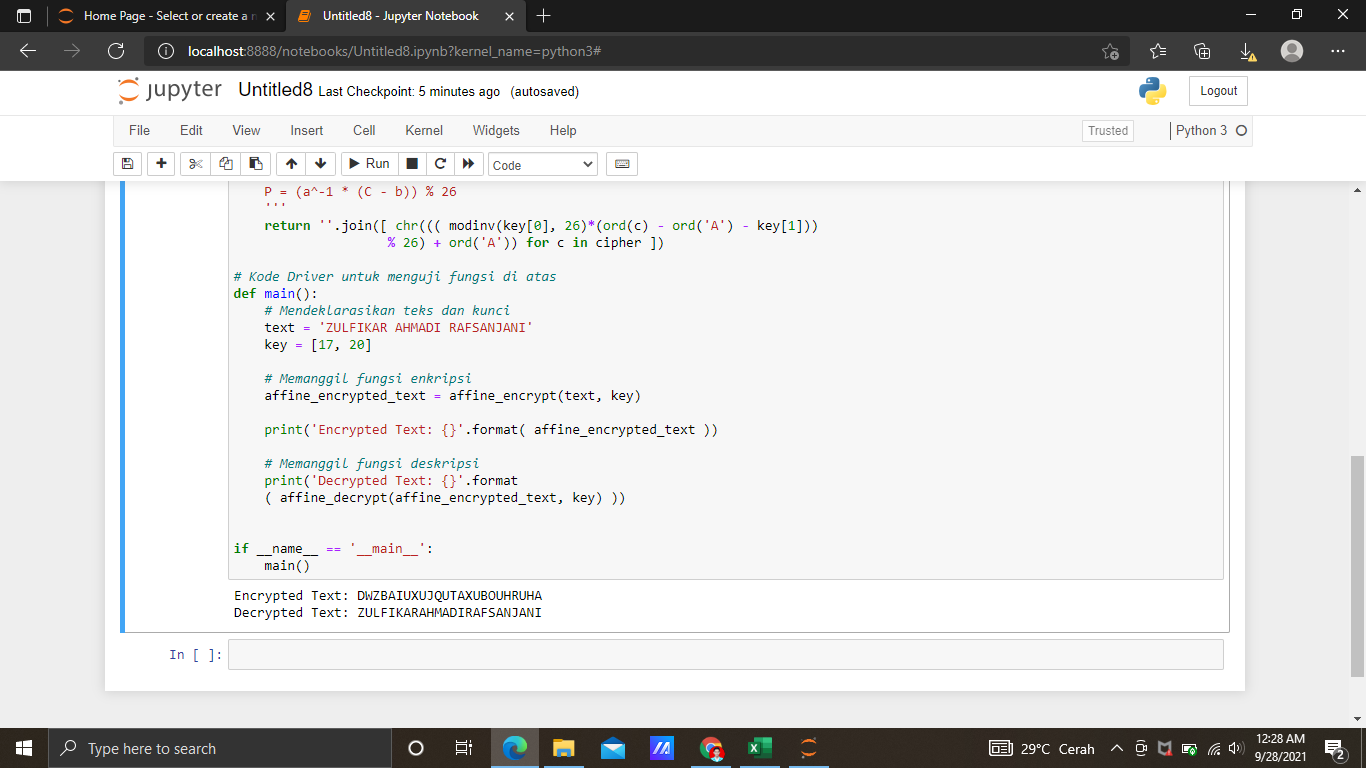 Home Page - Select or create a n
Untitled8 - Jupyter Notebook
localhost:8888/notebooks/Untitled8.ipynb?kernel_name=python3#
jupyter Untitled8 Last Checkpoint: 5 minutes ago (autosaved)
Logout
File Edit View Insert Cell Kernel Widgets Help
Trusted
Python 3
Run
Code
P = (a^-1 * (C - b)) % 26
'''
return ''.join([ chr((( modinv(key[0], 26)*(ord(c) - ord('A') - key[1]))
% 26) + ord('A')) for c in cipher ])
# Kode Driver untuk menguji fungsi di atas
def main():
# Mendeklarasikan teks dan kunci
text = 'ZULFIKAR AHMADI RAFSANJANI'
key = [17, 20]
# Memanggil fungsi enkripsi
affine_encrypted_text = affine_encrypt(text, key)
print('Encrypted Text: {}'.format( affine_encrypted_text ))
# Memanggil fungsi deskripsi
print('Decrypted Text: {}'.format
( affine_decrypt(affine_encrypted_text, key) ))
if __name__ == '__main__':
main()
Encrypted Text: DWZBAIUXUJQUTAXUBOUHRUHA
Decrypted Text: ZULFIKARAHMADIRAFSANJANI
In [ ]:
Type here to search
29°C Cerah
12:28 AM
9/28/2021
2